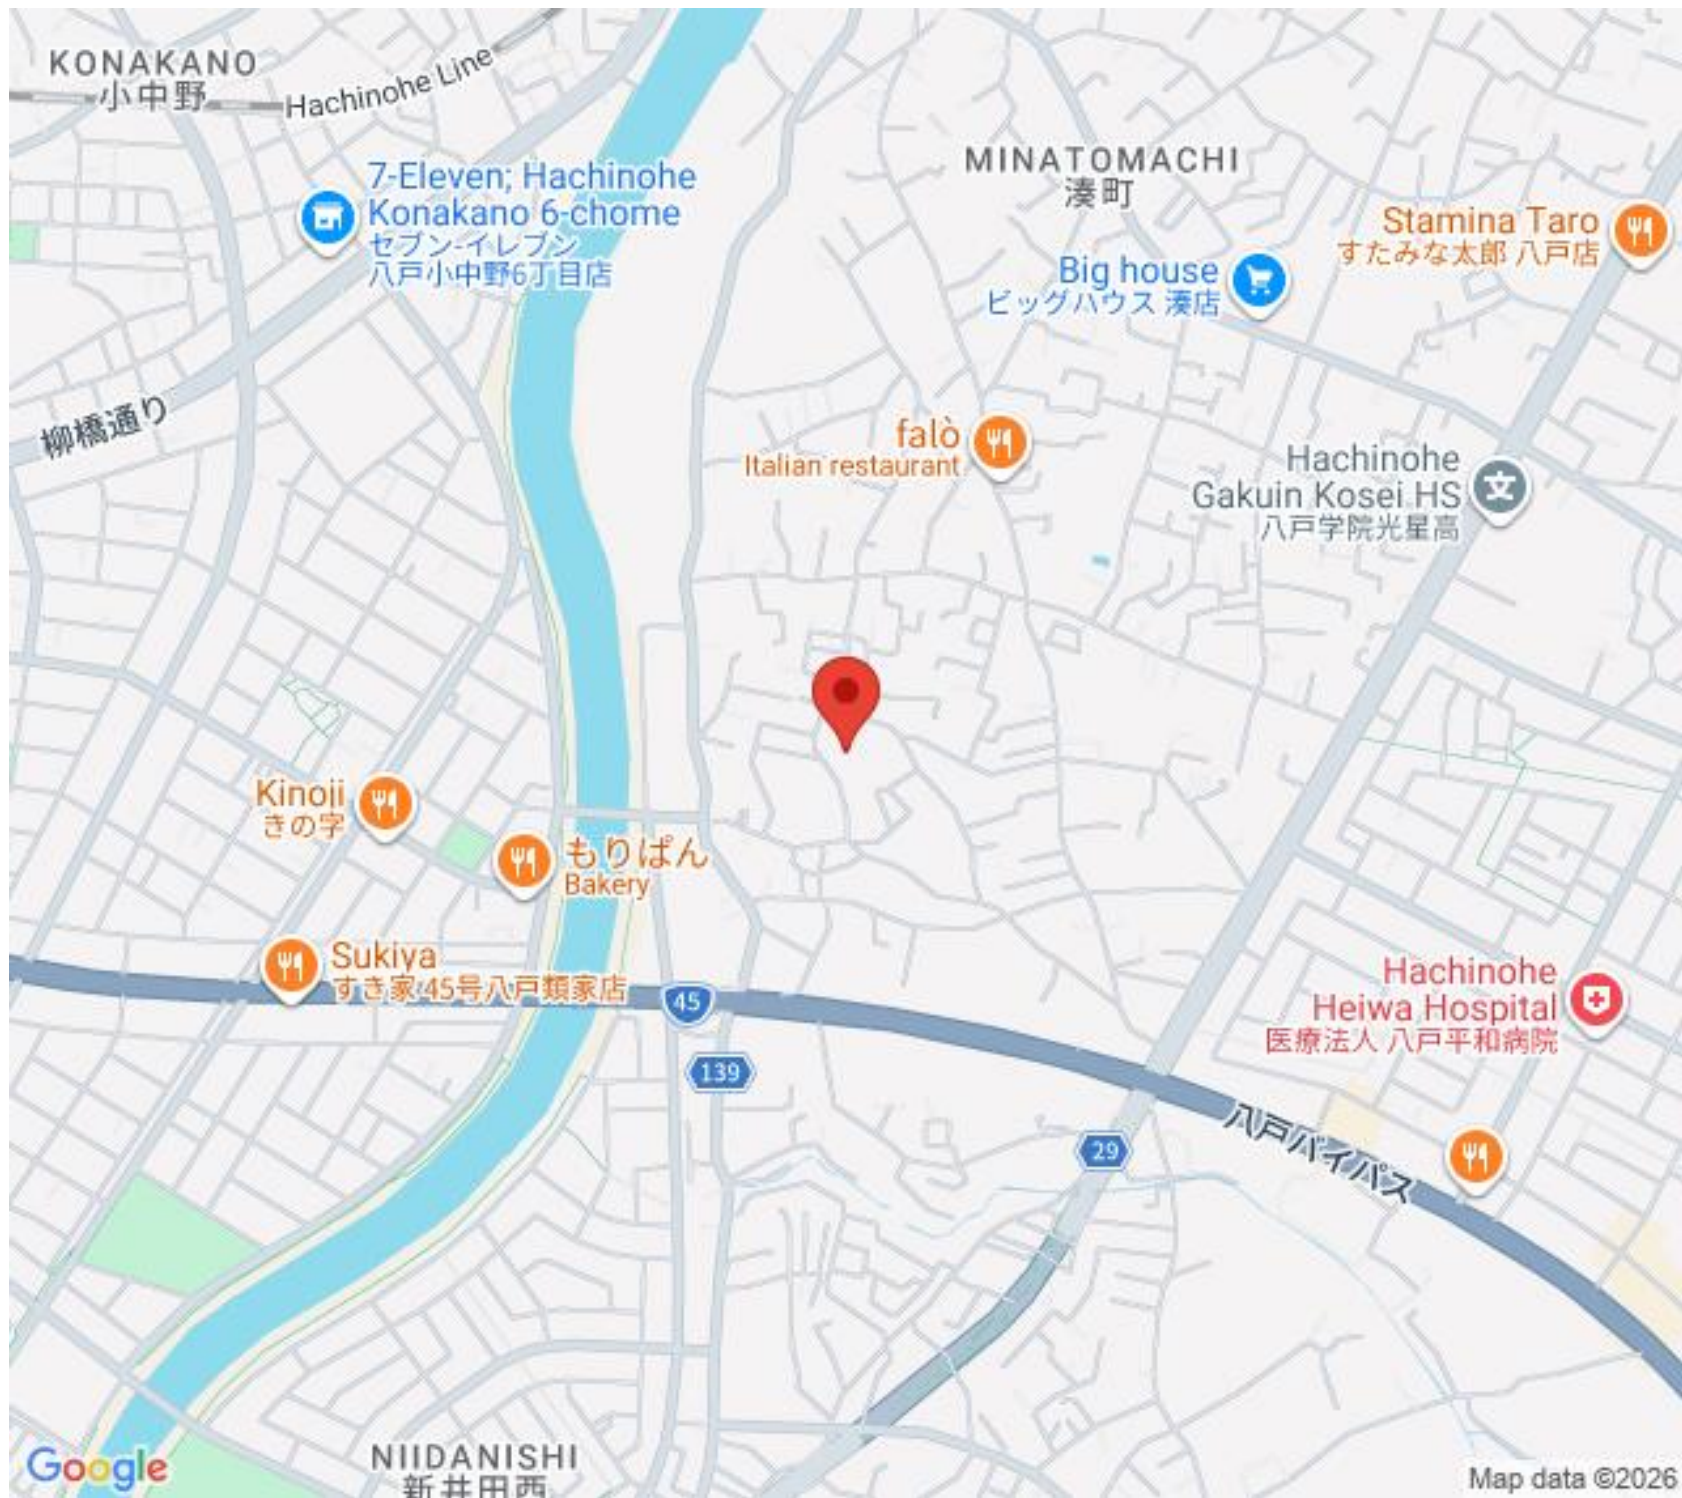 KONAKANO
小中野
Hachinohe Line
7-Eleven; Hachinohe
Konakano 6-chome
セブン-イレブン
八戸小中野6丁目店
MINATOMACHI
湊町
Stamina Taro
すたみな太郎 八戸店
Big house
ビッグハウス 湊店
柳橋通り
falò
Italian restaurant
Hachinohe
Gakuin Kosei HS
八戸学院光星高
文
Kinoji
きの字
もりぱん
Bakery
Sukiya
すき家 45号八戸類家店
45
Hachinohe
Heiwa Hospital
医療法人 八戸平和病院
139
29
八戸バイパス
NIIDANISHI
新井田西
Google
Map data ©2026